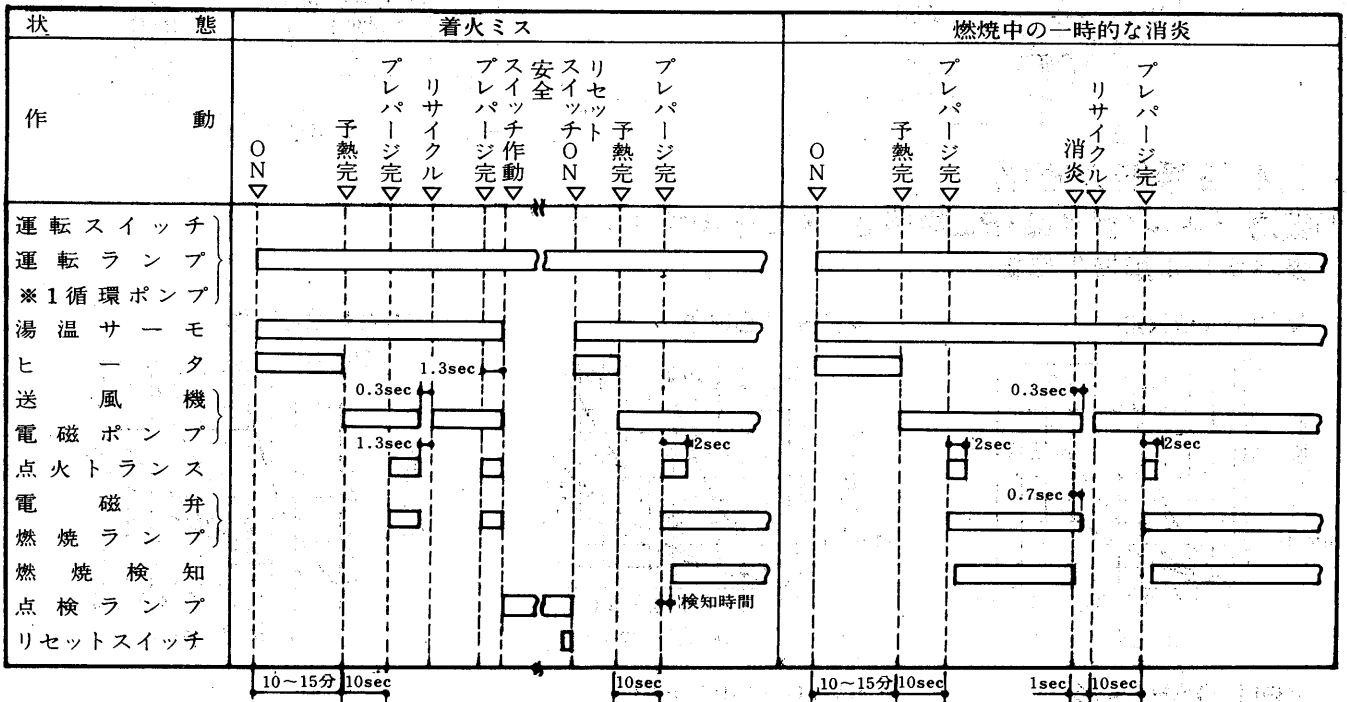 状態
着火ミス
燃焼中の一時的な消炎
作動
ON
予熱完
プレパージ完
リサイクル
プレパージ完
スイッチ作動
安全
スイッチON
リセット
予熱完
プレパージ完
ON
予熱完
プレパージ完
消炎
リサイクル
プレパージ完
運転スイッチ
運転ランプ
※1循環ポンプ
湯温サーモ
ヒータ
1.3sec
送風機
0.3sec
0.3sec
電磁ポンプ
1.3sec
2sec
2sec
2sec
点火トランス
電磁弁
0.7sec
燃焼ランプ
燃焼検知
点検ランプ
検知時間
リセットスイッチ
10～15分
10sec
10sec
10～15分
10sec
1sec
10sec